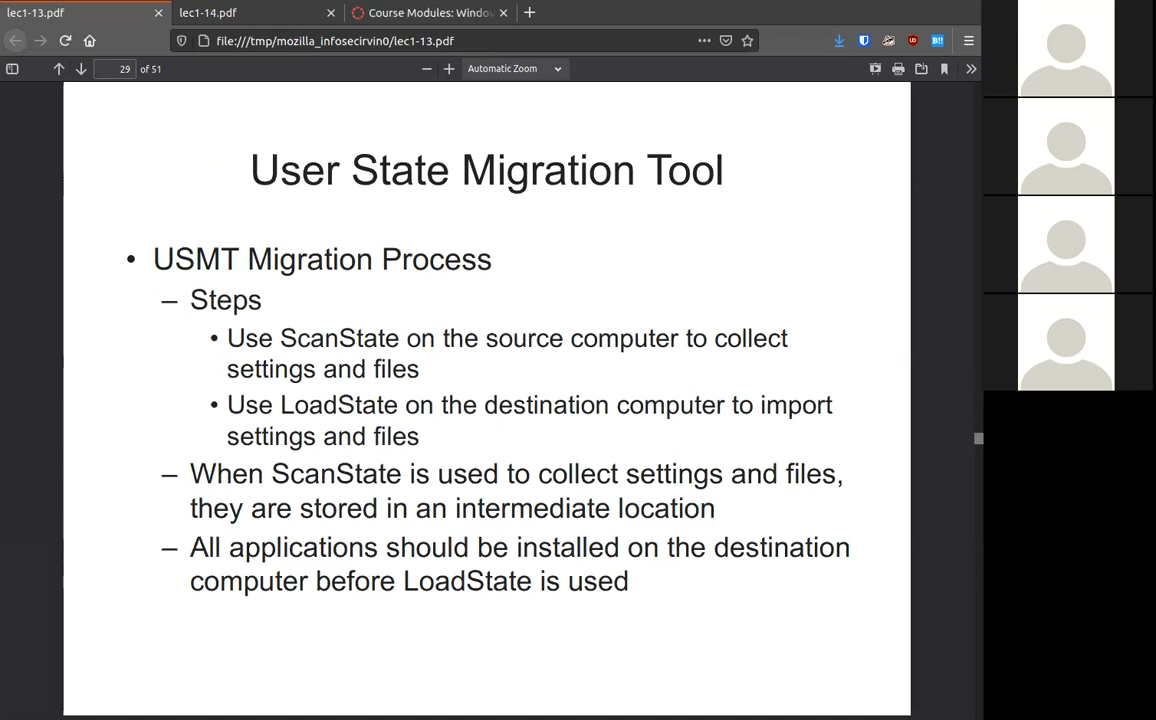 lec1-13.pdf
lec1-14.pdf
Course Modules: Windo
file:///tmp/mozilla_infosecirvin0/lec1-13.pdf
29 of 51
Automatic Zoom
User State Migration Tool
• USMT Migration Process
– Steps
• Use ScanState on the source computer to collect
settings and files
• Use LoadState on the destination computer to import
settings and files
– When ScanState is used to collect settings and files,
they are stored in an intermediate location
– All applications should be installed on the destination
computer before LoadState is used